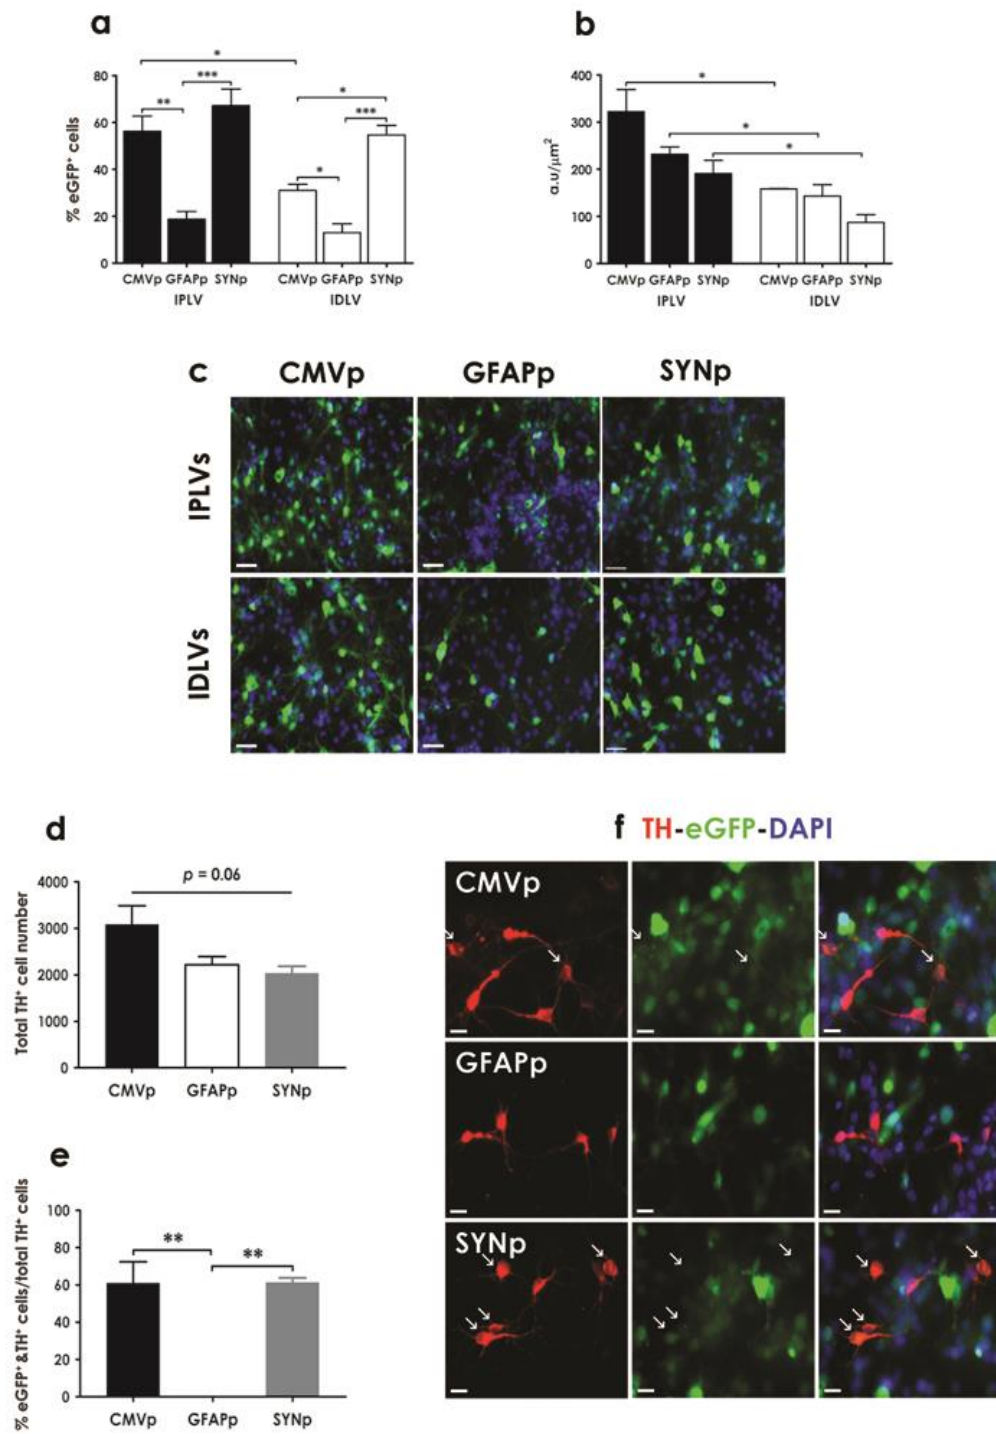 a
*
*** 
*
**
***
*
% eGFP⁺ cells
80
60
40
20
0
CMVp GFAPp SYNp
IPLV
CMVp GFAPp SYNp
IDLV
b
*
*
*
a.u/μm²
400
300
200
100
0
CMVp GFAPp SYNp
IPLV
CMVp GFAPp SYNp
IDLV
c
CMVp
GFAPp
SYNp
IPLVs
IDLVs
d
p = 0.06
Total TH⁺ cell number
4000
3000
2000
1000
0
CMVp GFAPp SYNp
e
** **
% eGFP⁺ &TH⁺ cells/total TH⁺ cells
100
80
60
40
20
0
CMVp GFAPp SYNp
f TH-eGFP-DAPI
CMVp
GFAPp
SYNp